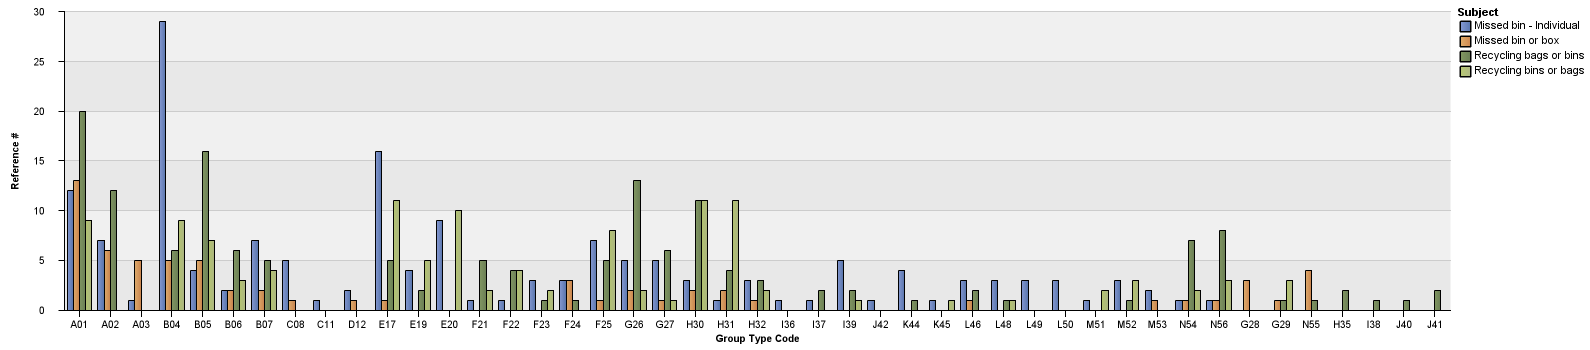 Subject
Missed bin - Individual
Missed bin or box
Recycling bags or bins
Recycling bins or bags
30
25
20
15
10
5
0
Reference #
A01 A02 A03 B04 B05 B06 B07 C08 C11 D12 E17 E19 E20 F21 F22 F23 F24 F25 G26 G27 H30 H31 H32 I36 I37 I39 J42 K44 K45 L46 L48 L49 L50 M51 M52 M53 N54 N56 G28 G29 N55 H35 I38 J40 J41
Group Type Code